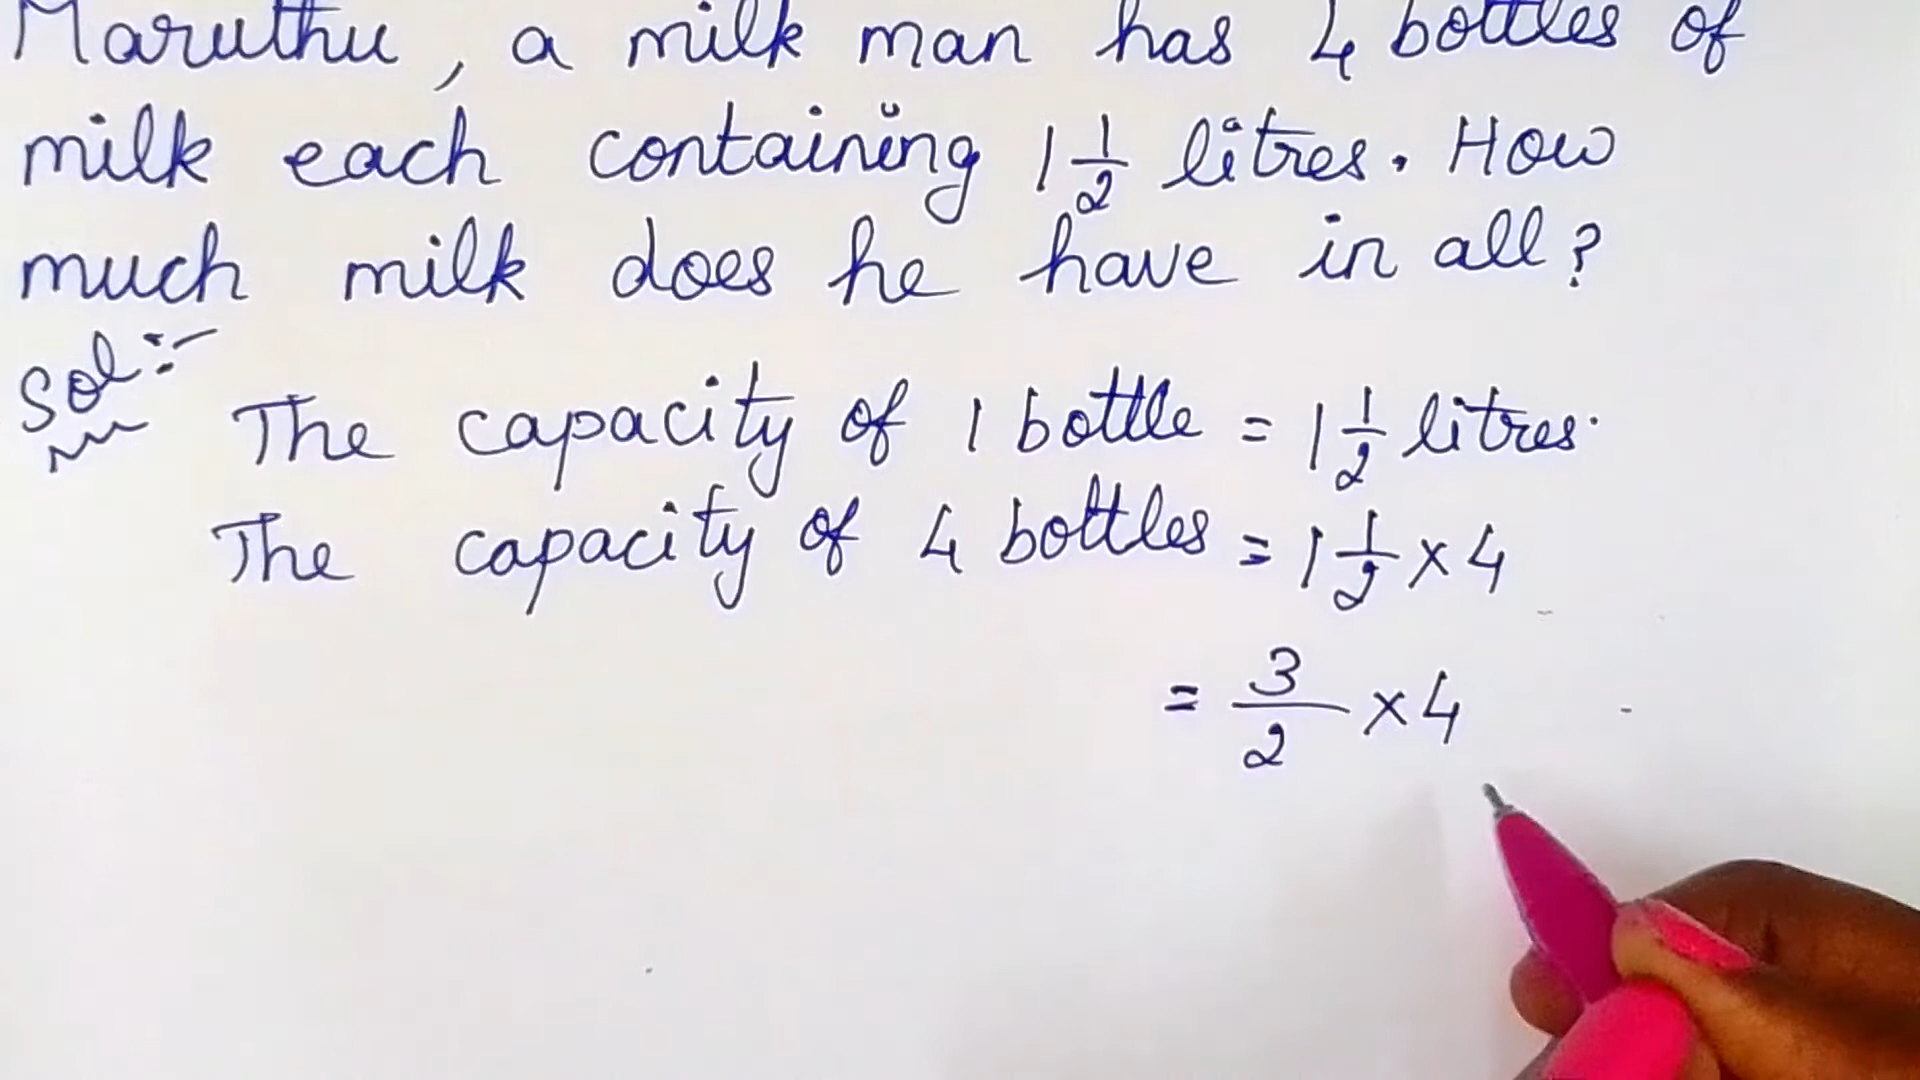 Maruthu, a milk man has 4 bottles of
milk each containing 1 1/2 litres. How
much milk does he have in all?
Sol:-
The capacity of 1 bottle = 1 1/2 litres.
The capacity of 4 bottles = 1 1/2 × 4
= 3/2 × 4